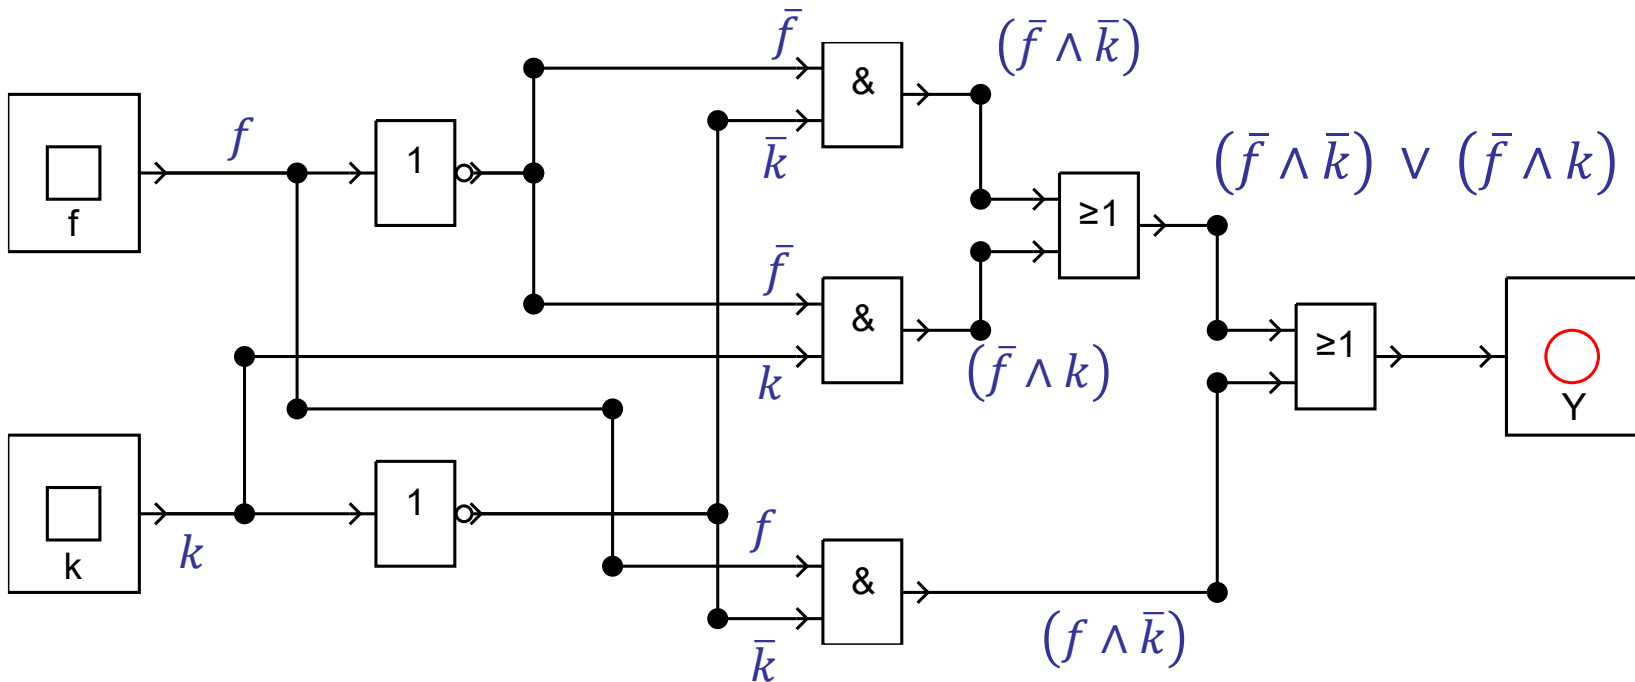 f̄
(f̄ ∧ k̄)
&
f
1
k̄
(f̄ ∧ k̄) ∨ (f̄ ∧ k)
≥1
f
f̄
&
≥1
k
(f̄ ∧ k)
Y
1
f
k
k
&
k̄
(f ∧ k̄)